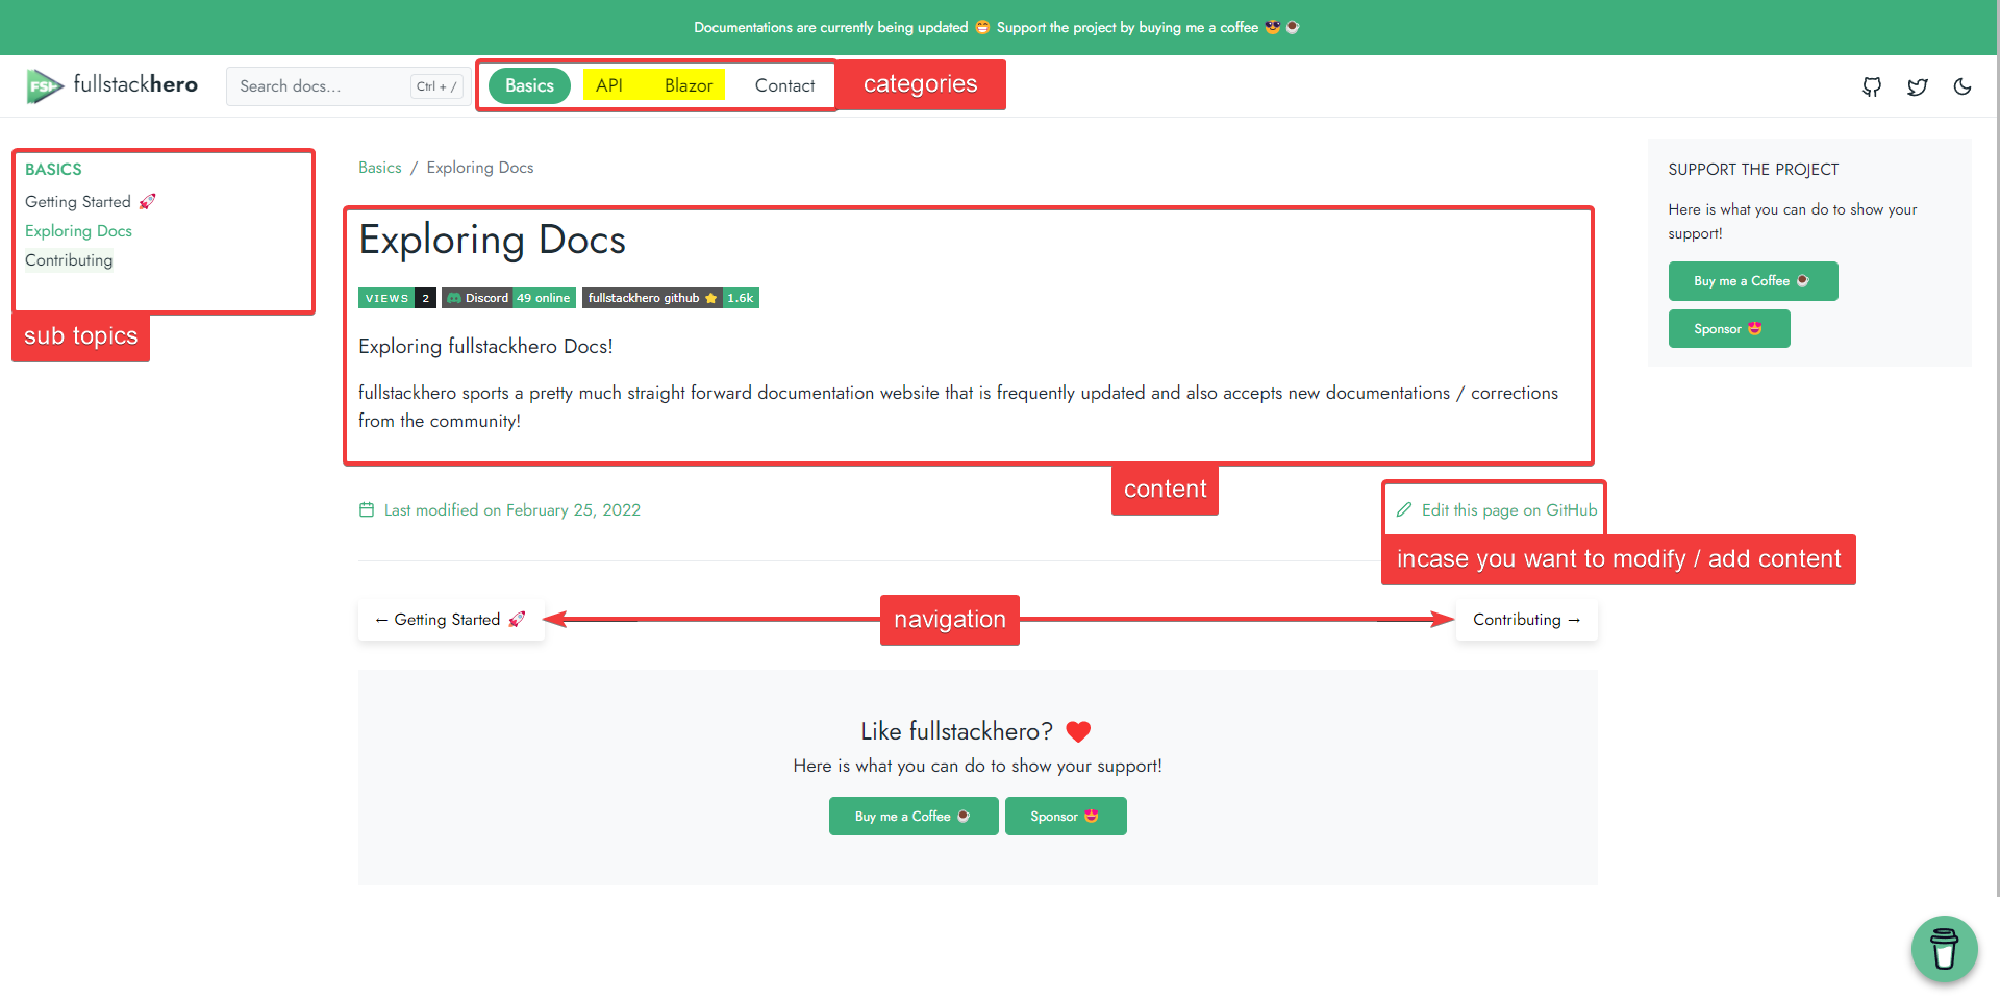 Documentations are currently being updated 😁 Support the project by buying me a coffee 😎 ☕
FSH fullstackhero
Search docs... Ctrl + /
Basics API Blazor Contact
categories
BASICS
Getting Started 🚀
Exploring Docs
Contributing
sub topics
Basics / Exploring Docs
Exploring Docs
VIEWS 2 Discord 49 online fullstackhero github ⭐ 1.6k
Exploring fullstackhero Docs!
fullstackhero sports a pretty much straight forward documentation website that is frequently updated and also accepts new documentations / corrections
from the community!
content
Last modified on February 25, 2022
Edit this page on GitHub
incase you want to modify / add content
← Getting Started 🚀
navigation
Contributing →
Like fullstackhero? ❤
Here is what you can do to show your support!
Buy me a Coffee ☕
Sponsor 😍
SUPPORT THE PROJECT
Here is what you can do to show your
support!
Buy me a Coffee ☕
Sponsor 😍